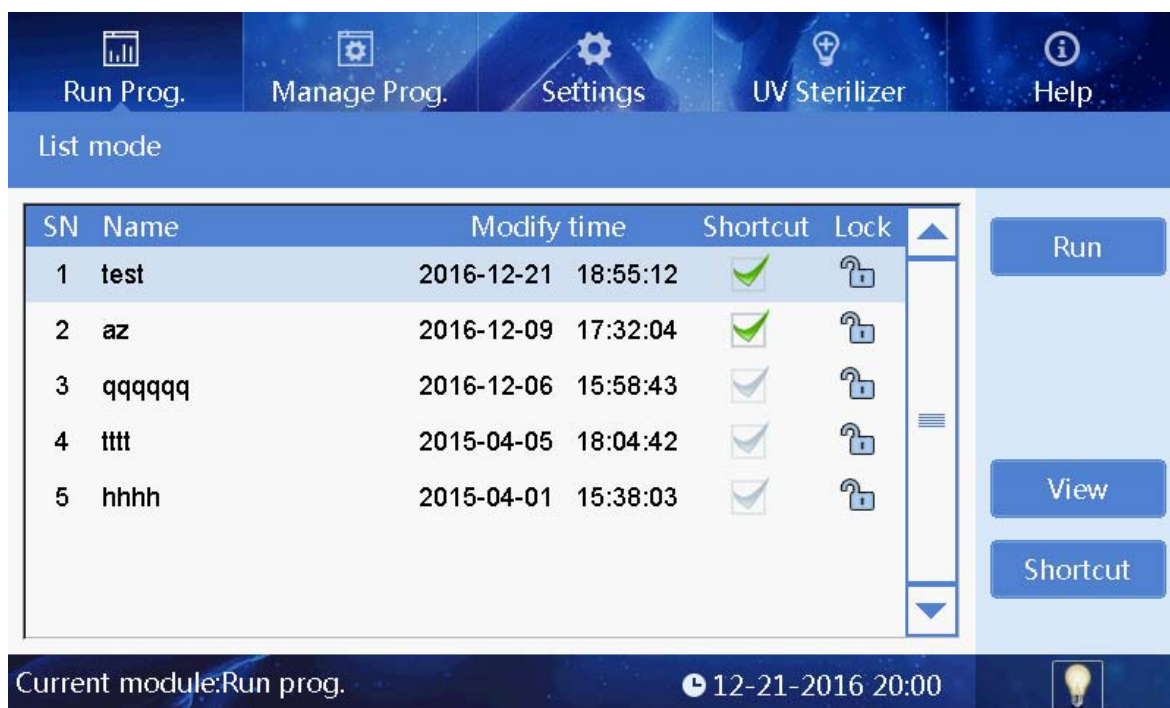 Run Prog. Manage Prog. Settings UV Sterilizer Help
List mode
SN Name Modify time Shortcut Lock
1 test 2016-12-21 18:55:12
2 az 2016-12-09 17:32:04
3 qqqqqq 2016-12-06 15:58:43
4 tttt 2015-04-05 18:04:42
5 hhhh 2015-04-01 15:38:03
Run
View
Shortcut
Current module:Run prog. 12-21-2016 20:00